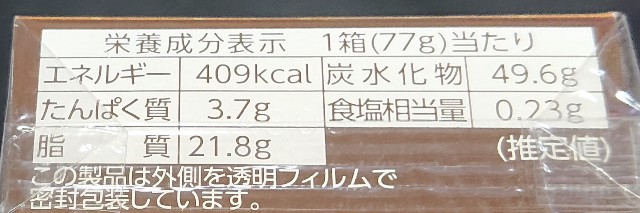 栄養成分表示 1箱(77g)当たり
エネルギー 409kcal 炭水化物 49.6g
たんぱく質 3.7g 食塩相当量 0.23g
脂質 21.8g (推定値)
この製品は外側を透明フィルムで
密封包装しています。